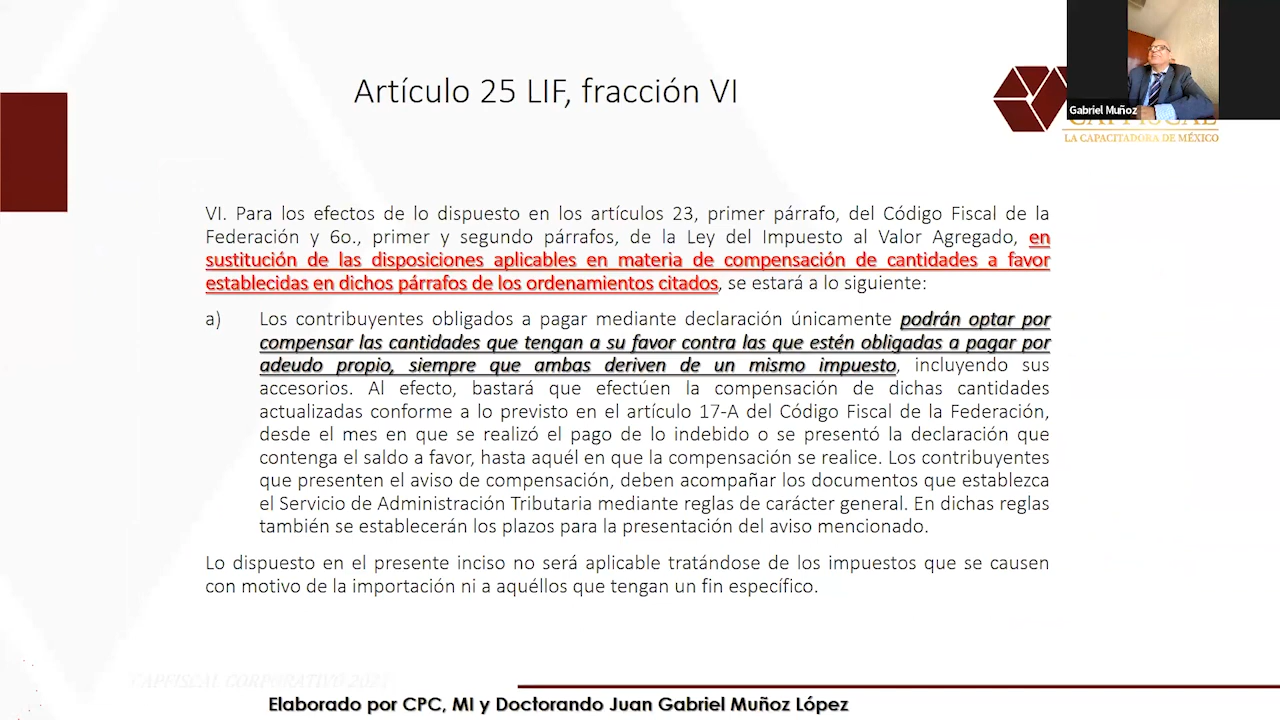 Artículo 25 LIF, fracción VI
Gabriel Muñoz
LA CAPACITADORA DE MÉXICO
VI. Para los efectos de lo dispuesto en los artículos 23, primer párrafo, del Código Fiscal de la
Federación y 6o., primer y segundo párrafos, de la Ley del Impuesto al Valor Agregado, en
sustitución de las disposiciones aplicables en materia de compensación de cantidades a favor
establecidas en dichos párrafos de los ordenamientos citados, se estará a lo siguiente:
a) Los contribuyentes obligados a pagar mediante declaración únicamente podrán optar por
compensar las cantidades que tengan a su favor contra las que estén obligadas a pagar por
adeudo propio, siempre que ambas deriven de un mismo impuesto, incluyendo sus
accesorios. Al efecto, bastará que efectúen la compensación de dichas cantidades
actualizadas conforme a lo previsto en el artículo 17-A del Código Fiscal de la Federación,
desde el mes en que se realizó el pago de lo indebido o se presentó la declaración que
contenga el saldo a favor, hasta aquél en que la compensación se realice. Los contribuyentes
que presenten el aviso de compensación, deben acompañar los documentos que establezca
el Servicio de Administración Tributaria mediante reglas de carácter general. En dichas reglas
también se establecerán los plazos para la presentación del aviso mencionado.
Lo dispuesto en el presente inciso no será aplicable tratándose de los impuestos que se causen
con motivo de la importación ni a aquéllos que tengan un fin específico.
CAPFISCAL CORPORATIVO
Elaborado por CPC, MI y Doctorando Juan Gabriel Muñoz López